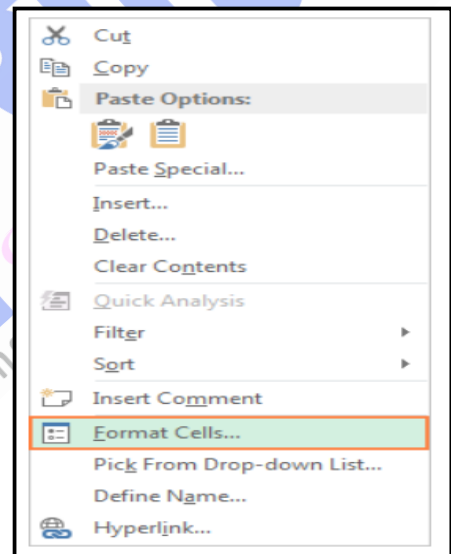 Cut
Copy
Paste Options:
Paste Special...
Insert...
Delete...
Clear Contents
Quick Analysis
Filter
Sort
Insert Comment
Format Cells...
Pick From Drop-down List...
Define Name...
Hyperlink...